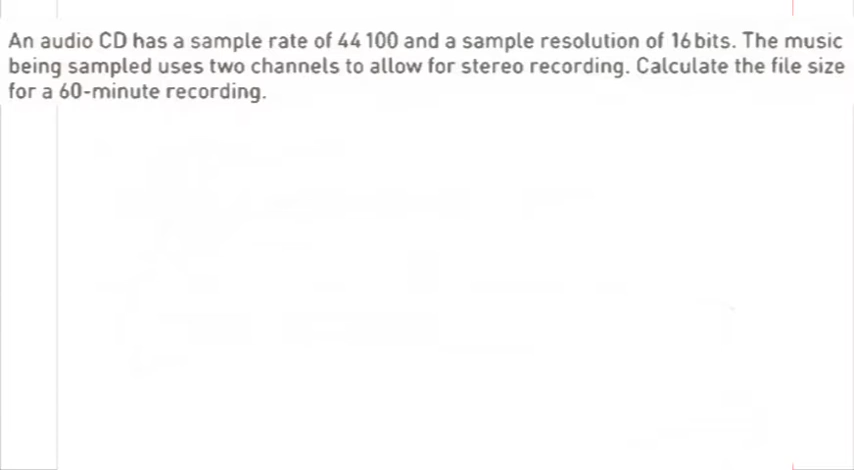 An audio CD has a sample rate of 44 100 and a sample resolution of 16 bits. The music
being sampled uses two channels to allow for stereo recording. Calculate the file size
for a 60-minute recording.